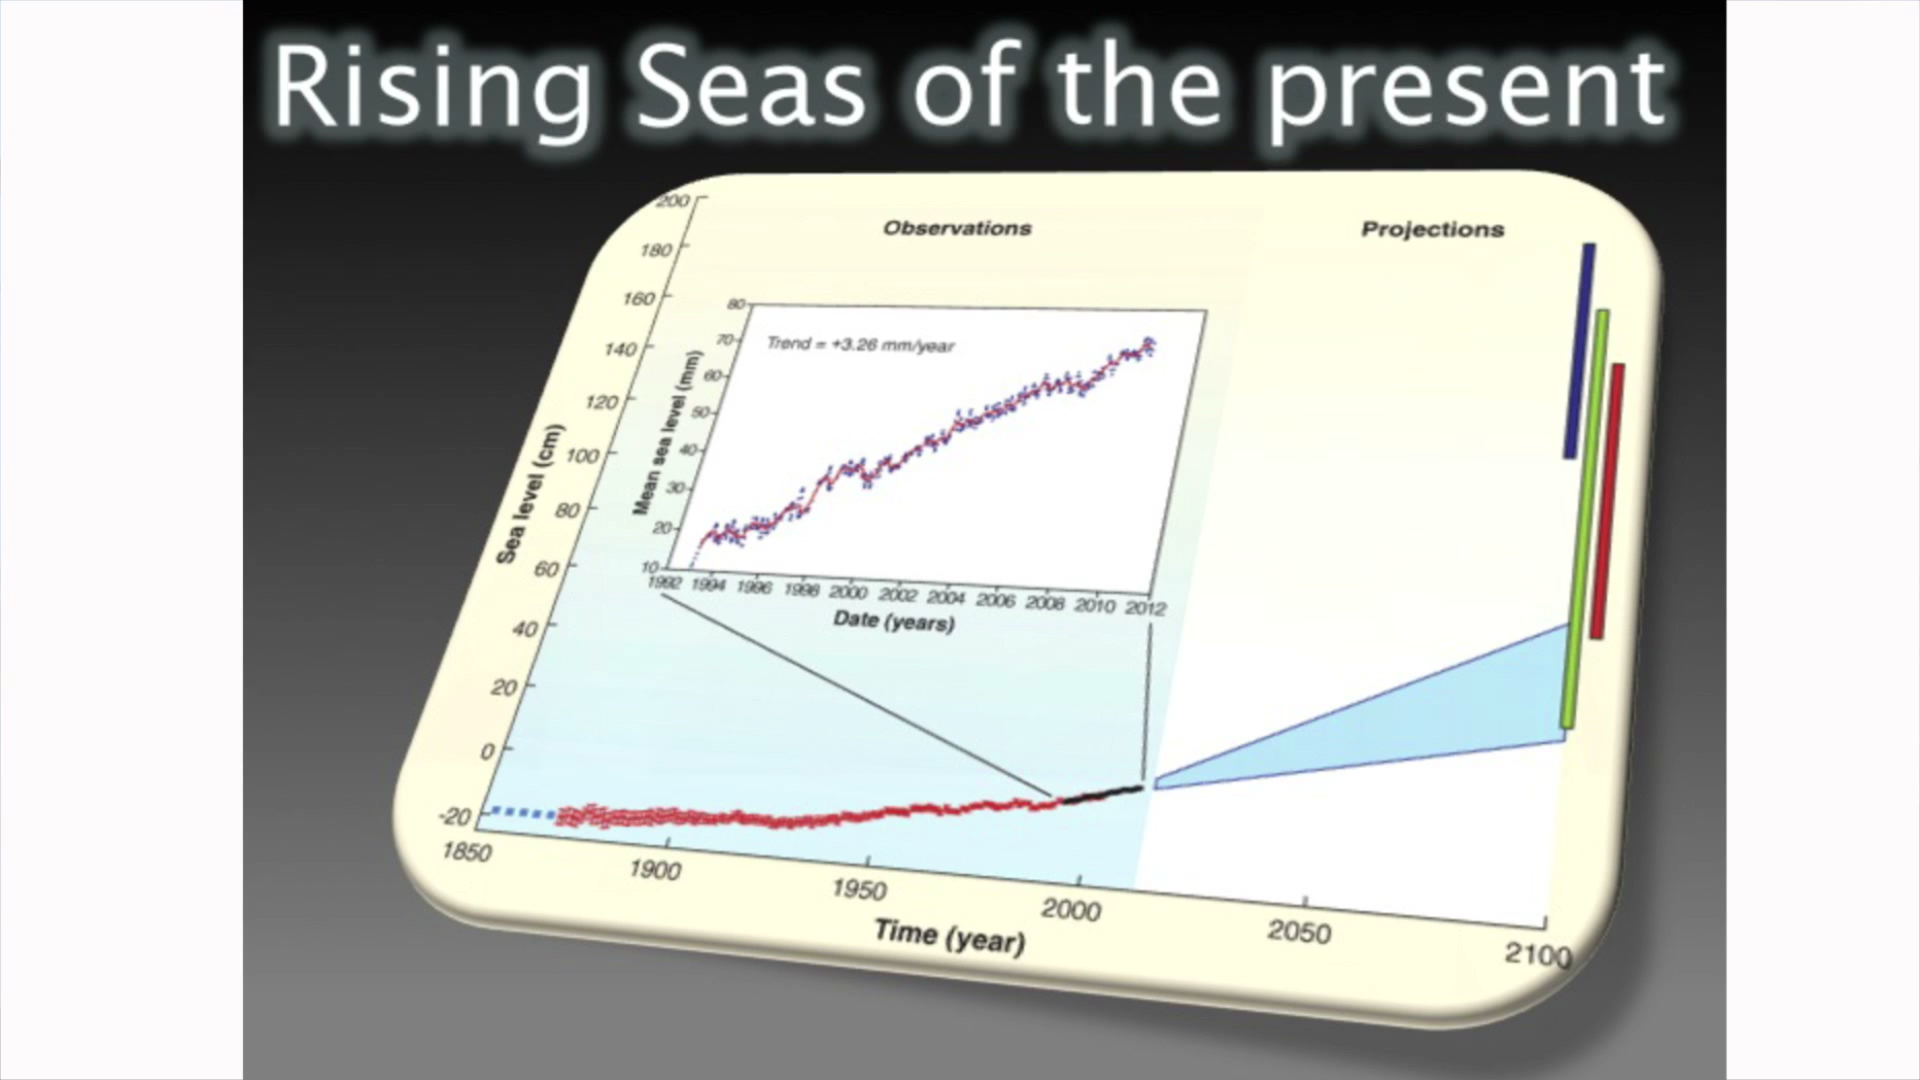 Rising Seas of the present
Observations
Projections
200
180
160
140
120
100
80
60
40
20
0
-20
Sea level (cm)
1850
1900
1950
2000
2050
2100
Time (year)
Trend = +3.26 mm/year
80
70
60
50
40
30
20
10
Mean sea level (mm)
1992 1994 1996 1998 2000 2002 2004 2006 2008 2010 2012
Date (years)